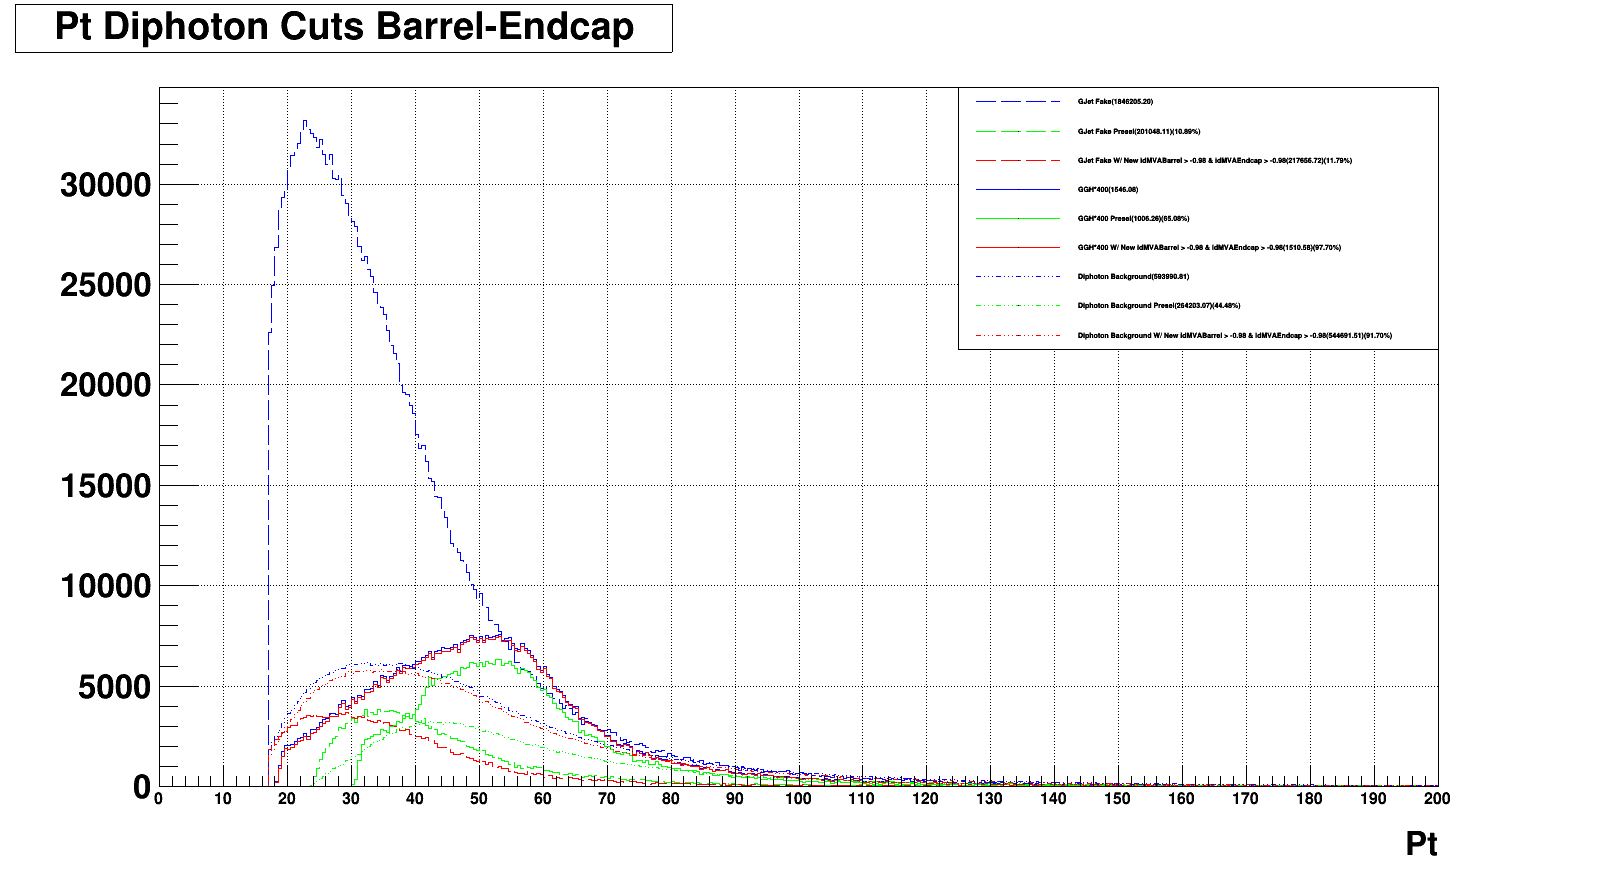 Pt Diphoton Cuts Barrel-Endcap
GJet Fake(1846205.20)
GJet Fake Presel(201048.11)(10.89%)
GJet Fake W/ New idMVABarrel > -0.98 & idMVAEndcap > -0.98(217656.72)(11.79%)
GGH*400(1546.08)
GGH*400 Presel(1006.26)(65.08%)
GGH*400 W/ New idMVABarrel > -0.98 & idMVAEndcap > -0.98(1510.58)(97.70%)
Diphoton Background(593990.81)
Diphoton Background Presel(264203.07)(44.48%)
Diphoton Background W/ New idMVABarrel > -0.98 & idMVAEndcap > -0.98(544691.51)(91.70%)
30000
25000
20000
15000
10000
5000
0
0 10 20 30 40 50 60 70 80 90 100 110 120 130 140 150 160 170 180 190 200
Pt